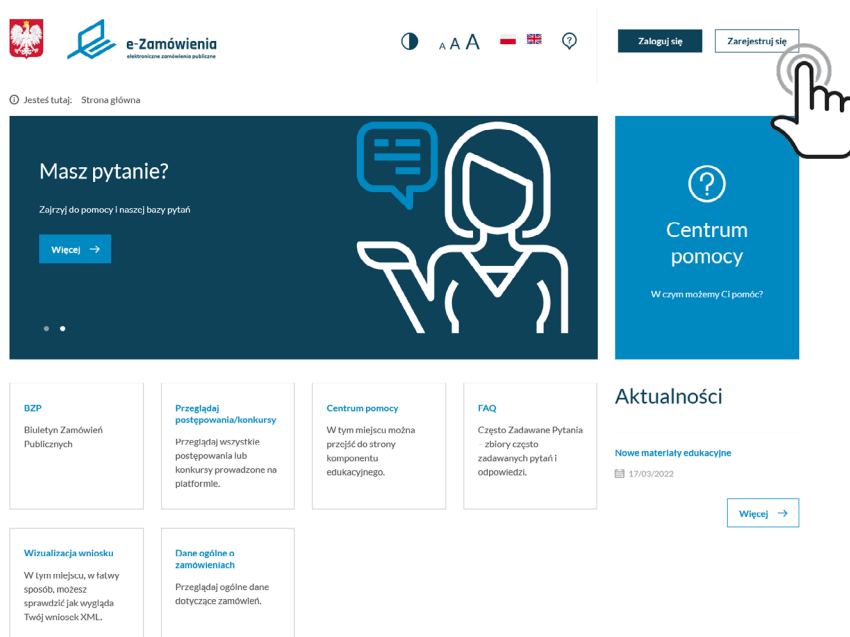 e-Zamówienia
elektroniczne zamówienia publiczne
A A A
?
Zaloguj się
Zarejestruj się
Jesteś tutaj: Strona główna
Masz pytanie?
Zajrzyj do pomocy i naszej bazy pytań
Więcej →
?
Centrum
pomocy
W czym możemy Ci pomóc?
BZP
Biuletyn Zamówień
Publicznych
Przeglądaj
postępowania/konkursy
Przeglądaj wszystkie
postępowania lub
konkursy prowadzone na
platformie.
Centrum pomocy
W tym miejscu można
przejść do strony
komponentu
edukacyjnego.
FAQ
Często Zadawane Pytania
– zbiory często
zadawanych pytań i
odpowiedzi.
Aktualności
Nowe materiały edukacyjne
17/03/2022
Więcej →
Wizualizacja wniosku
W tym miejscu, w łatwy
sposób, możesz
sprawdzić jak wygląda
Twój wniosek XML.
Dane ogólne o
zamówieniach
Przeglądaj ogólne dane
dotyczące zamówień.